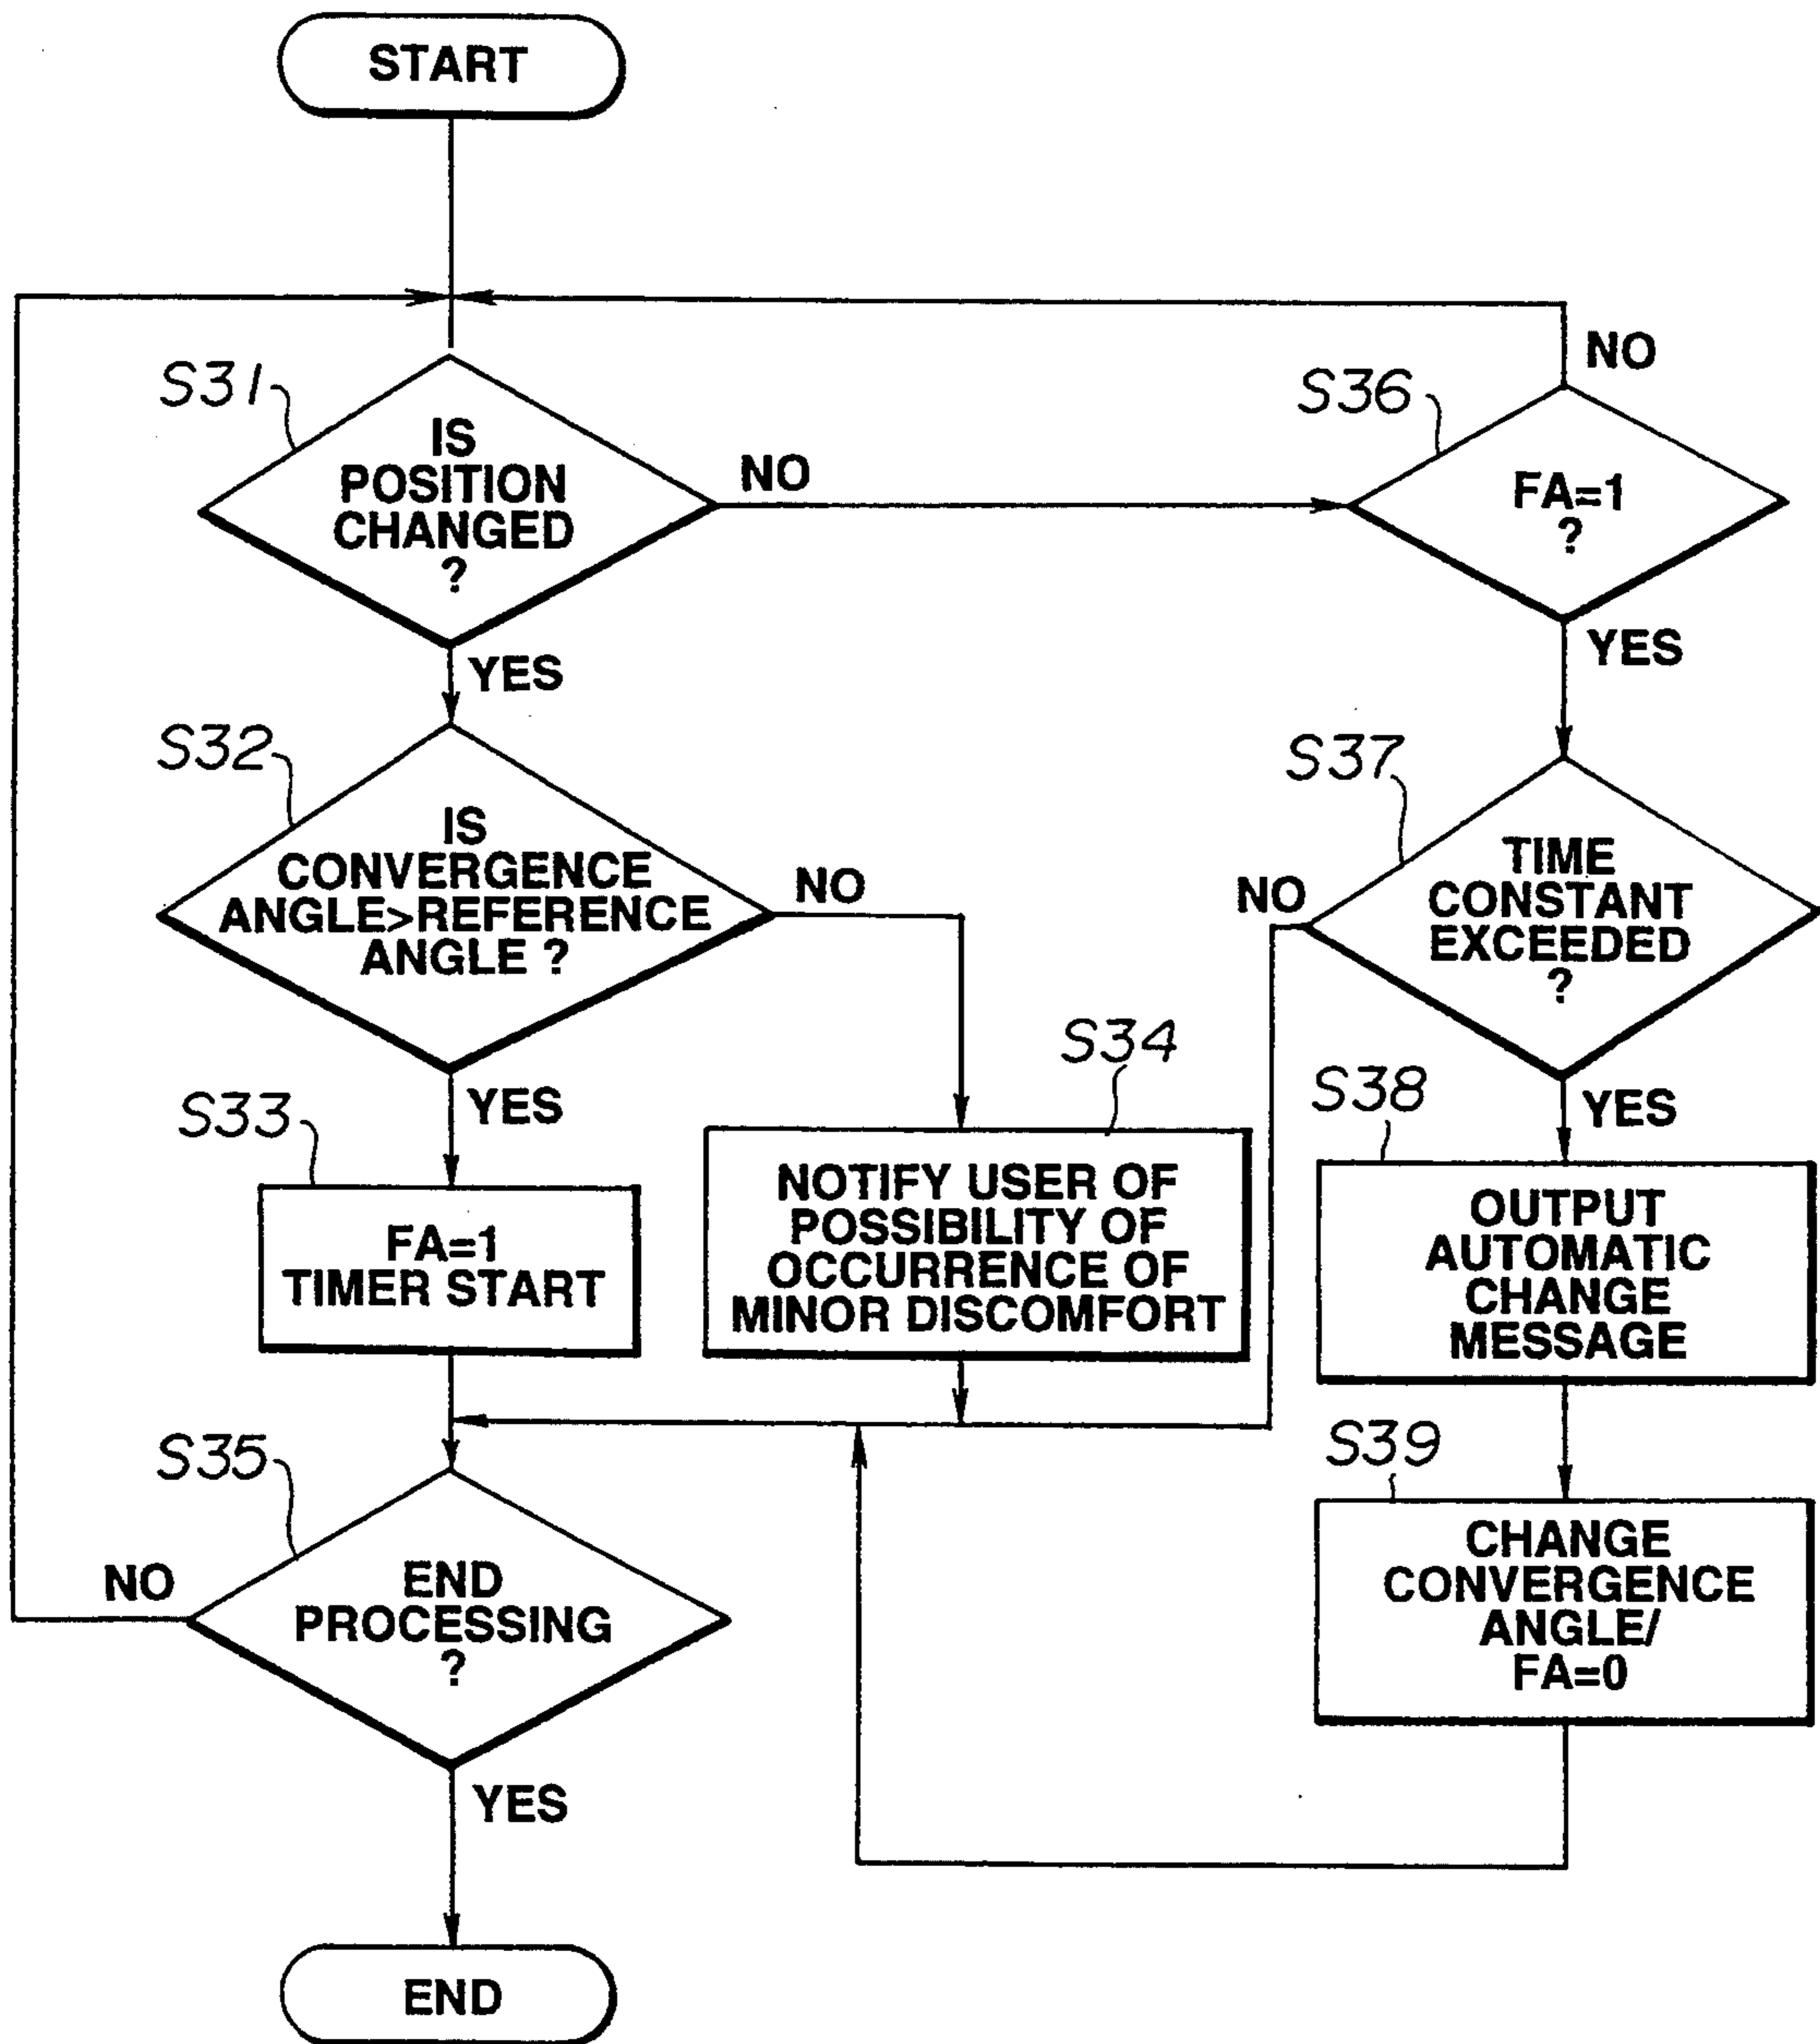 START
S31
IS
POSITION
CHANGED
?
NO
YES
S36
FA=1
?
NO
YES
S32
IS
CONVERGENCE
ANGLE>REFERENCE
ANGLE ?
NO
YES
S37
TIME
CONSTANT
EXCEEDED
?
NO
YES
S33
FA=1
TIMER START
S34
NOTIFY USER OF
POSSIBILITY OF
OCCURRENCE OF
MINOR DISCOMFORT
S38
OUTPUT
AUTOMATIC
CHANGE
MESSAGE
S35
END
PROCESSING
?
NO
YES
S39
CHANGE
CONVERGENCE
ANGLE/
FA=0
END